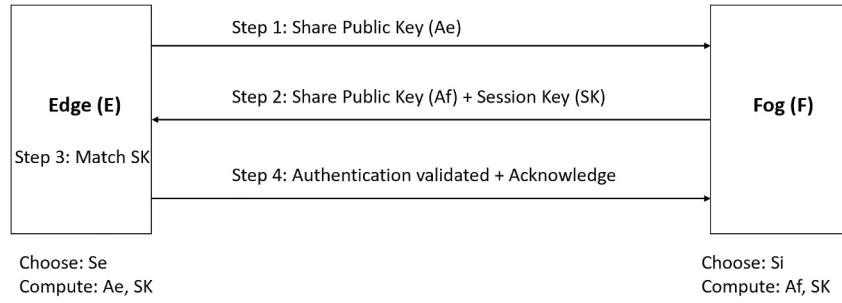 Step 1: Share Public Key (Ae)
Step 2: Share Public Key (Af) + Session Key (SK)
Edge (E)
Fog (F)
Step 3: Match SK
Step 4: Authentication validated + Acknowledge
Choose: Se
Compute: Ae, SK
Choose: Si
Compute: Af, SK